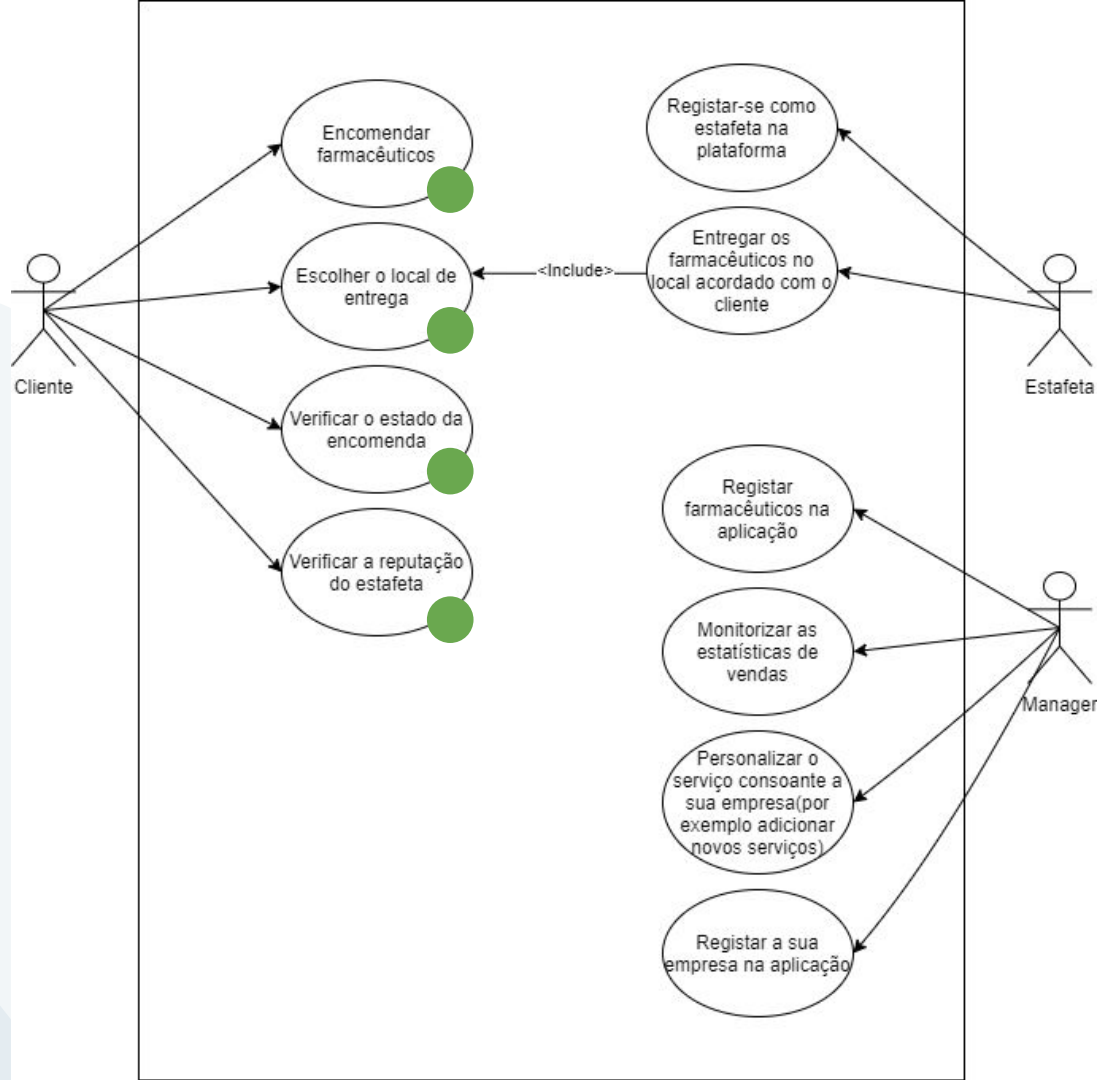 Encomendar
farmacêuticos
Escolher o local de
entrega
Verificar o estado da
encomenda
Verificar a reputação
do estafeta
Cliente
<Include>
Registar-se como
estafeta na
plataforma
Entregar os
farmacêuticos no
local acordado com o
cliente
Estafeta
Registar
farmacêuticos na
aplicação
Monitorizar as
estatísticas de
vendas
Personalizar o
serviço consoante a
sua empresa(por
exemplo adicionar
novos serviços)
Registar a sua
empresa na aplicação
Manager